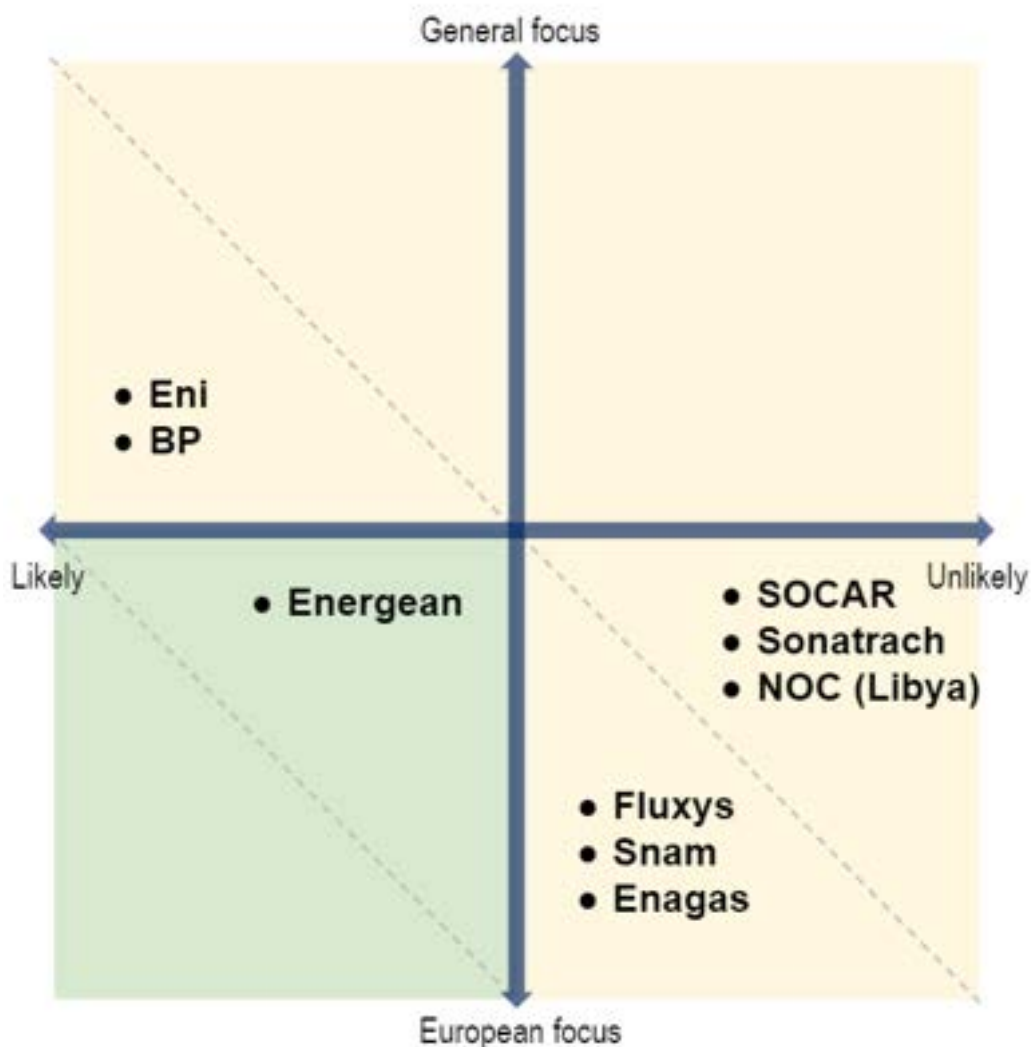 General focus
● Eni
● BP
Likely
Unlikely
● Energean
● SOCAR
● Sonatrach
● NOC (Libya)
● Fluxys
● Snam
● Enagas
European focus